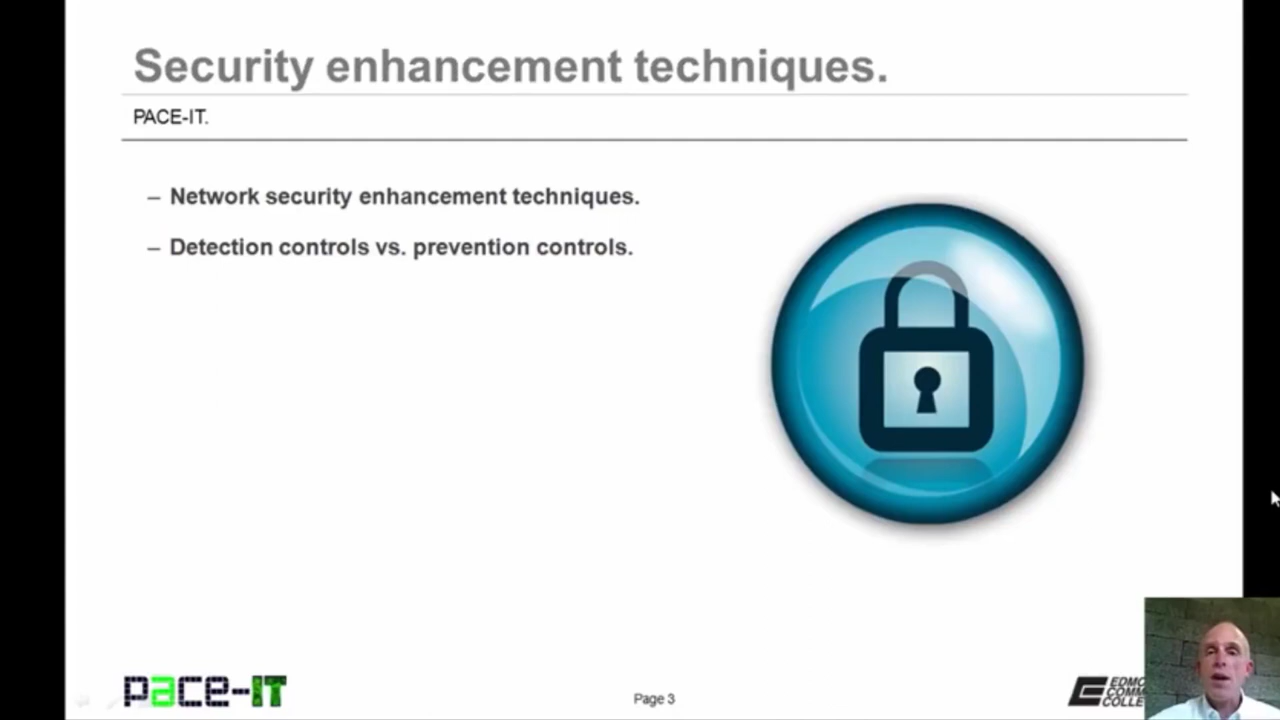 Security enhancement techniques.
PACE-IT.
– Network security enhancement techniques.
– Detection controls vs. prevention controls.
pace-IT
Page 3